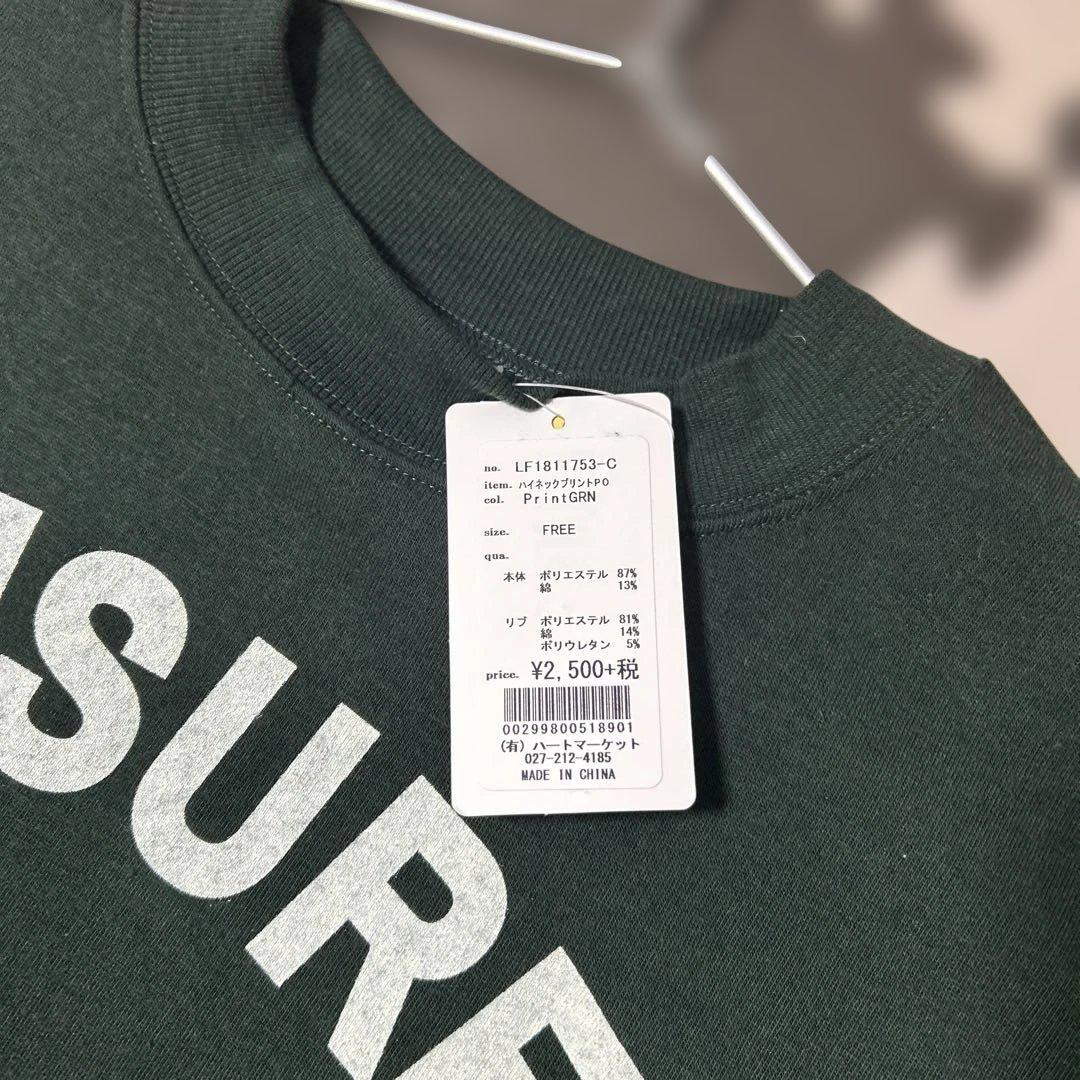 ASURE
no. LF1811753-C
item. ハイネックプリントPO
col. PrintGRN
size. FREE
qua.
本体 ポリエステル 87%
綿 13%
リブ ポリエステル 81%
綿 14%
ポリウレタン 5%
price. ¥2,500+税
00299800518901
(有)ハートマーケット
027-212-4185
MADE IN CHINA